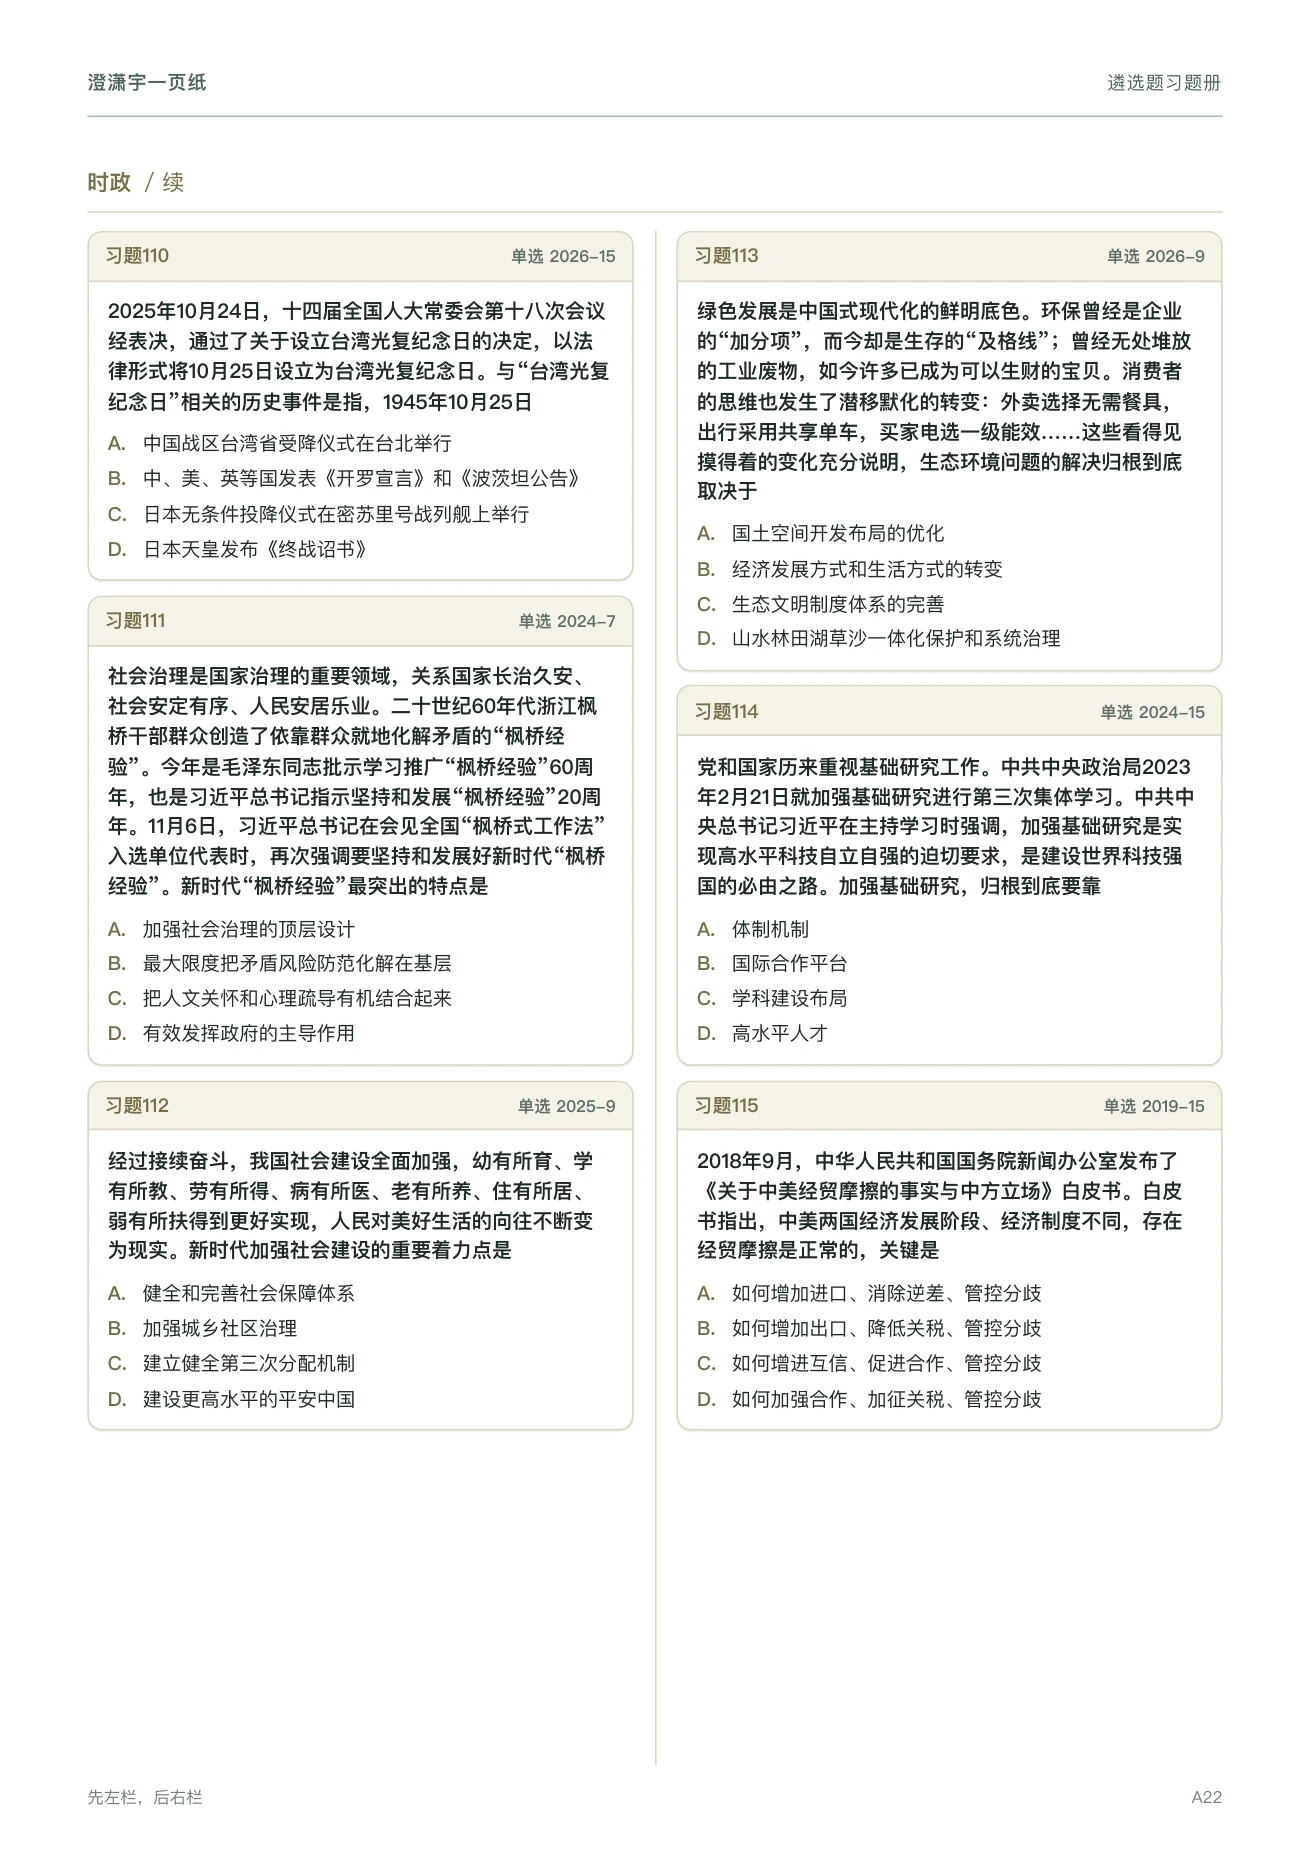 澄潇宇一页纸
遴选题习题册
时政 / 续
习题110 单选 2026-15
2025年10月24日，十四届全国人大常委会第十八次会议
经表决，通过了关于设立台湾光复纪念日的决定，以法
律形式将10月25日设立为台湾光复纪念日。与“台湾光复
纪念日”相关的历史事件是指，1945年10月25日
A. 中国战区台湾省受降仪式在台北举行
B. 中、美、英等国发表《开罗宣言》和《波茨坦公告》
C. 日本无条件投降仪式在密苏里号战列舰上举行
D. 日本天皇发布《终战诏书》
习题111 单选 2024-7
社会治理是国家治理的重要领域，关系国家长治久安、
社会安定有序、人民安居乐业。二十世纪60年代浙江枫
桥干部群众创造了依靠群众就地化解矛盾的“枫桥经
验”。今年是毛泽东同志批示学习推广“枫桥经验”60周
年，也是习近平总书记指示坚持和发展“枫桥经验”20周
年。11月6日，习近平总书记在会见全国“枫桥式工作法”
入选单位代表时，再次强调要坚持和发展好新时代“枫桥
经验”。新时代“枫桥经验”最突出的特点是
A. 加强社会治理的顶层设计
B. 最大限度把矛盾风险防范化解在基层
C. 把人文关怀和心理疏导有机结合起来
D. 有效发挥政府的主导作用
习题112 单选 2025-9
经过接续奋斗，我国社会建设全面加强，幼有所育、学
有所教、劳有所得、病有所医、老有所养、住有所居、
弱有所扶得到更好实现，人民对美好生活的向往不断变
为现实。新时代加强社会建设的重要着力点是
A. 健全和完善社会保障体系
B. 加强城乡社区治理
C. 建立健全第三次分配机制
D. 建设更高水平的平安中国
习题113 单选 2026-9
绿色发展是中国式现代化的鲜明底色。环保曾经是企业
的“加分项”，而今却是生存的“及格线”；曾经无处堆放
的工业废物，如今许多已成为可以生财的宝贝。消费者
的思维也发生了潜移默化的转变：外卖选择无需餐具，
出行采用共享单车，买家电选一级能效……这些看得见
摸得着的变化充分说明，生态环境问题的解决归根到底
取决于
A. 国土空间开发布局的优化
B. 经济发展方式和生活方式的转变
C. 生态文明制度体系的完善
D. 山水林田湖草沙一体化保护和系统治理
习题114 单选 2024-15
党和国家历来重视基础研究工作。中共中央政治局2023
年2月21日就加强基础研究进行第三次集体学习。中共中
央总书记习近平在主持学习时强调，加强基础研究是实
现高水平科技自立自强的迫切要求，是建设世界科技强
国的必由之路。加强基础研究，归根到底要靠
A. 体制机制
B. 国际合作平台
C. 学科建设布局
D. 高水平人才
习题115 单选 2019-15
2018年9月，中华人民共和国国务院新闻办公室发布了
《关于中美经贸摩擦的事实与中方立场》白皮书。白皮
书指出，中美两国经济发展阶段、经济制度不同，存在
经贸摩擦是正常的，关键是
A. 如何增加进口、消除逆差、管控分歧
B. 如何增加出口、降低关税、管控分歧
C. 如何增进互信、促进合作、管控分歧
D. 如何加强合作、加征关税、管控分歧
先左栏，后右栏
A22